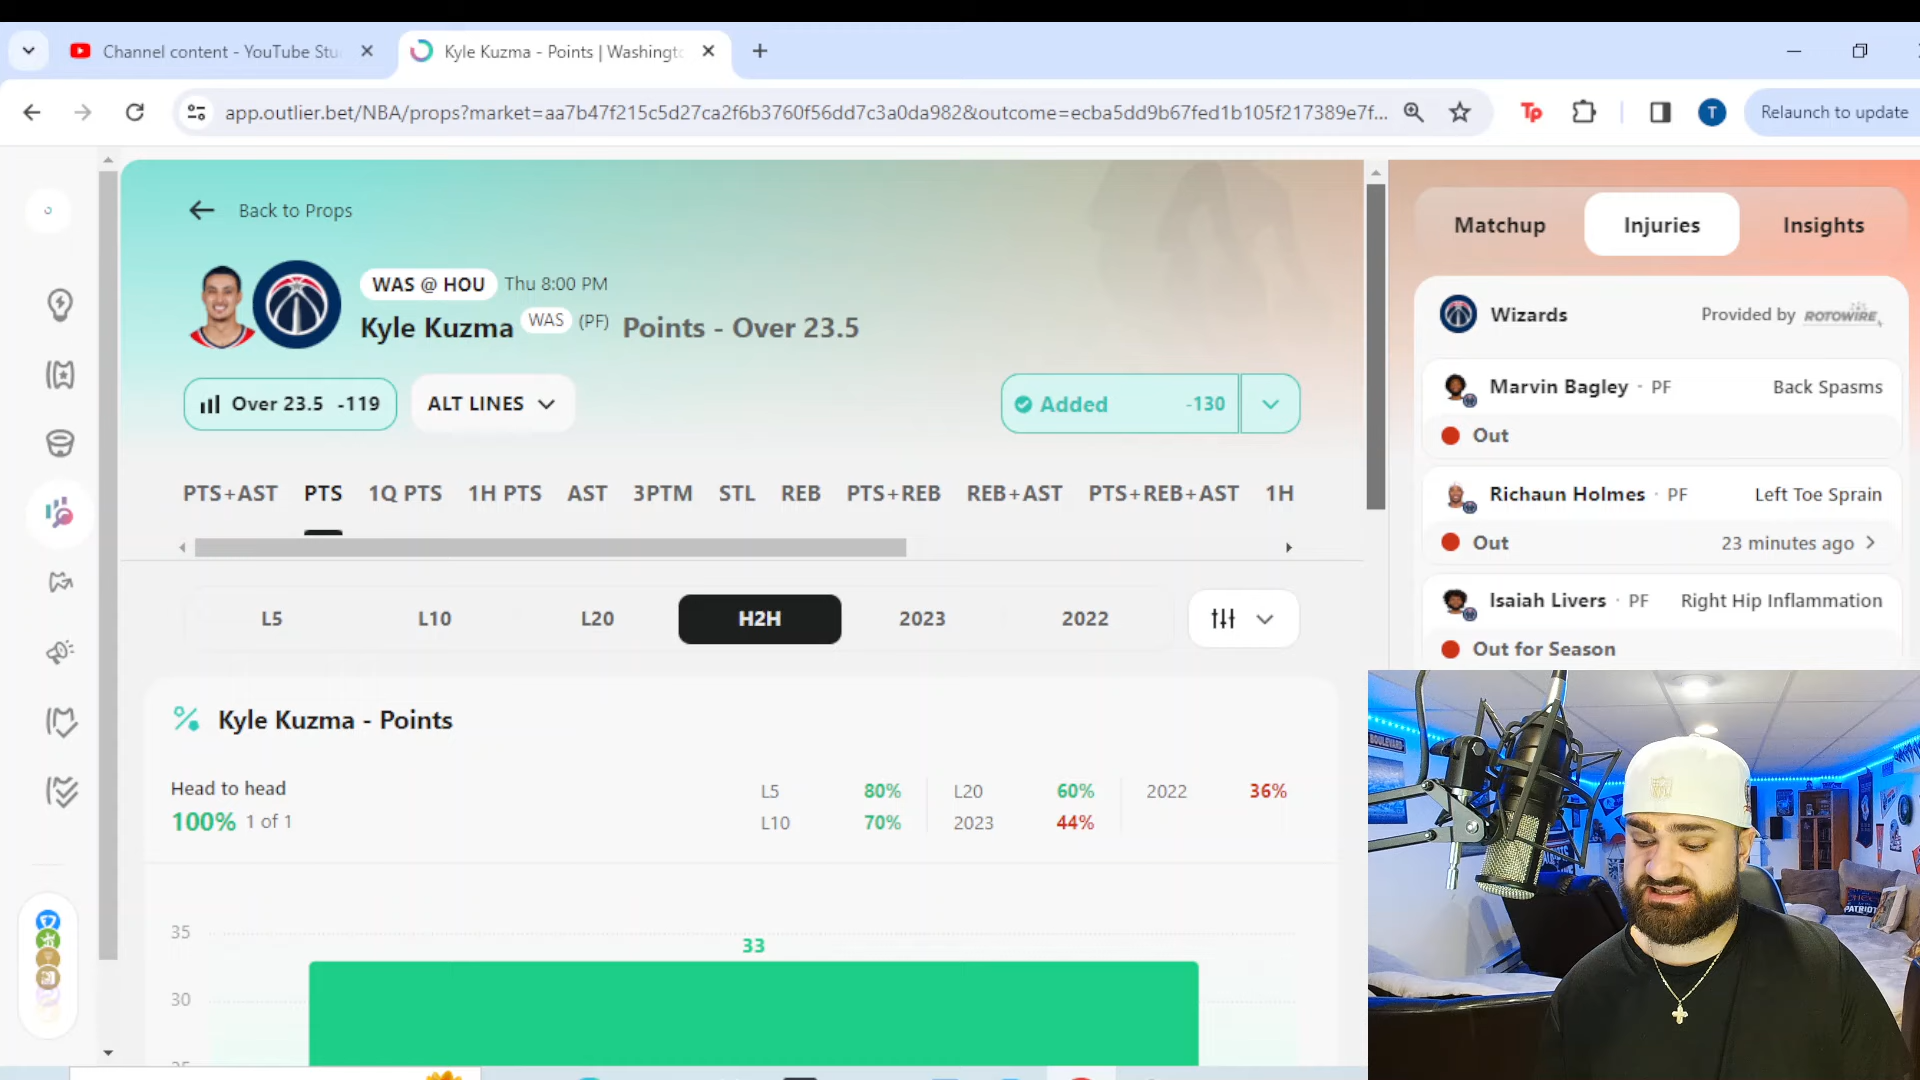 Channel content - YouTube Stu
Kyle Kuzma - Points | Washingt
app.outlier.bet/NBA/props?market=aa7b47f215c5d27ca2f6b3760f56dd7c3a0da982&outcome=ecba5dd9b67fed1b105f217389e7f...
Tp
T
Relaunch to update
Back to Props
WAS @ HOU Thu 8:00 PM
Kyle Kuzma WAS (PF) Points - Over 23.5
Over 23.5 -119
ALT LINES
Added -130
PTS+AST PTS 1Q PTS 1H PTS AST 3PTM STL REB PTS+REB REB+AST PTS+REB+AST 1H
L5 L10 L20 H2H 2023 2022
Kyle Kuzma - Points
Head to head
100% 1 of 1
L5 80% L20 60% 2022 36%
L10 70% 2023 44%
35
33
30
Matchup Injuries Insights
Wizards Provided by ROTOWIRE
Marvin Bagley · PF Back Spasms
Out
Richaun Holmes · PF Left Toe Sprain
Out 23 minutes ago
Isaiah Livers · PF Right Hip Inflammation
Out for Season
BOULEVARD
PATRIOT